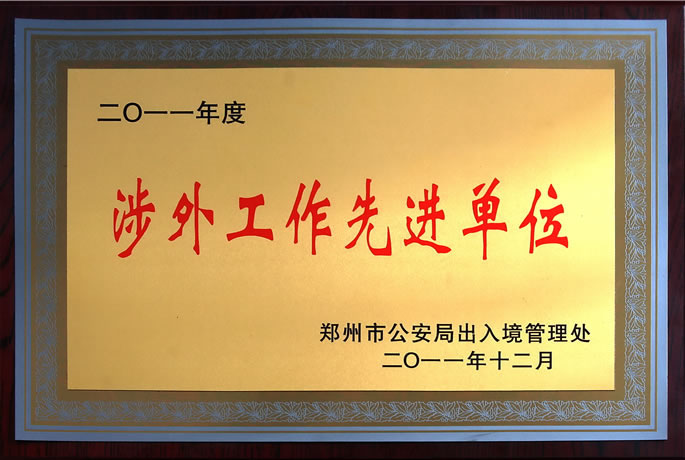 二〇一一年度
涉外工作先进单位
郑州市公安局出入境管理处
二〇一一年十二月